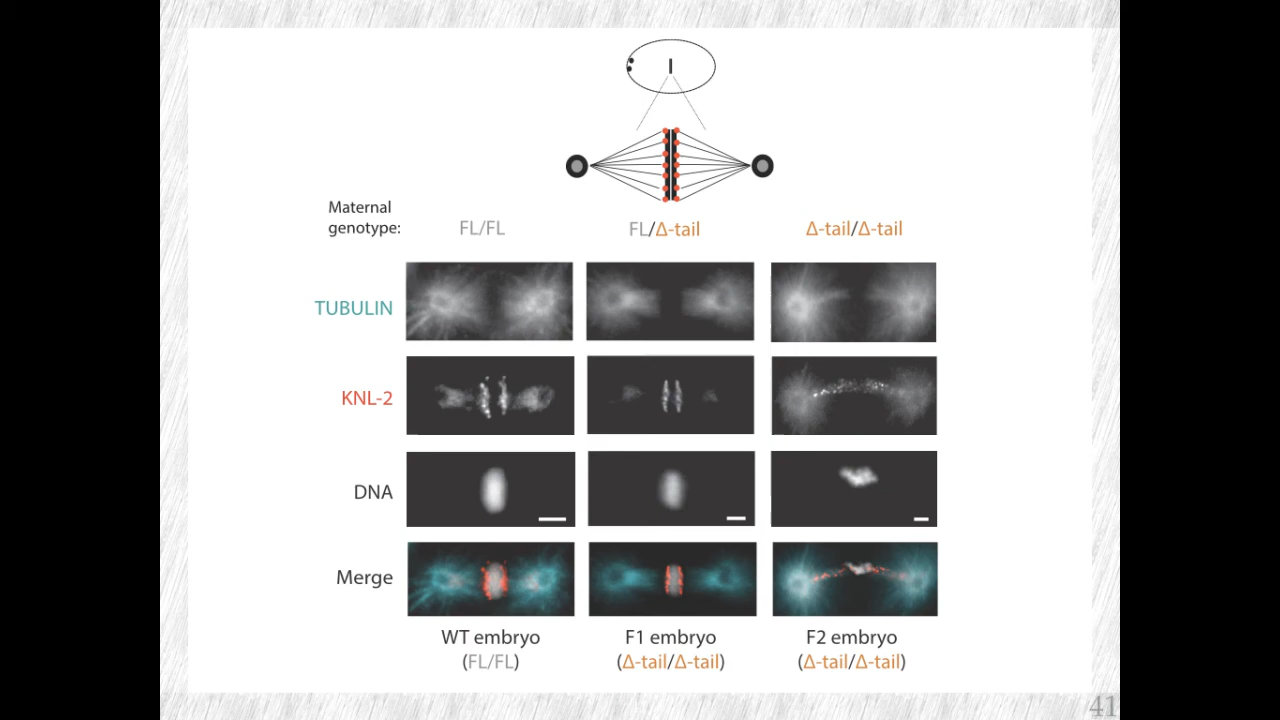 Maternal
genotype:
FL/FL
FL/Δ-tail
Δ-tail/Δ-tail
TUBULIN
KNL-2
DNA
Merge
WT embryo
(FL/FL)
F1 embryo
(Δ-tail/Δ-tail)
F2 embryo
(Δ-tail/Δ-tail)
41